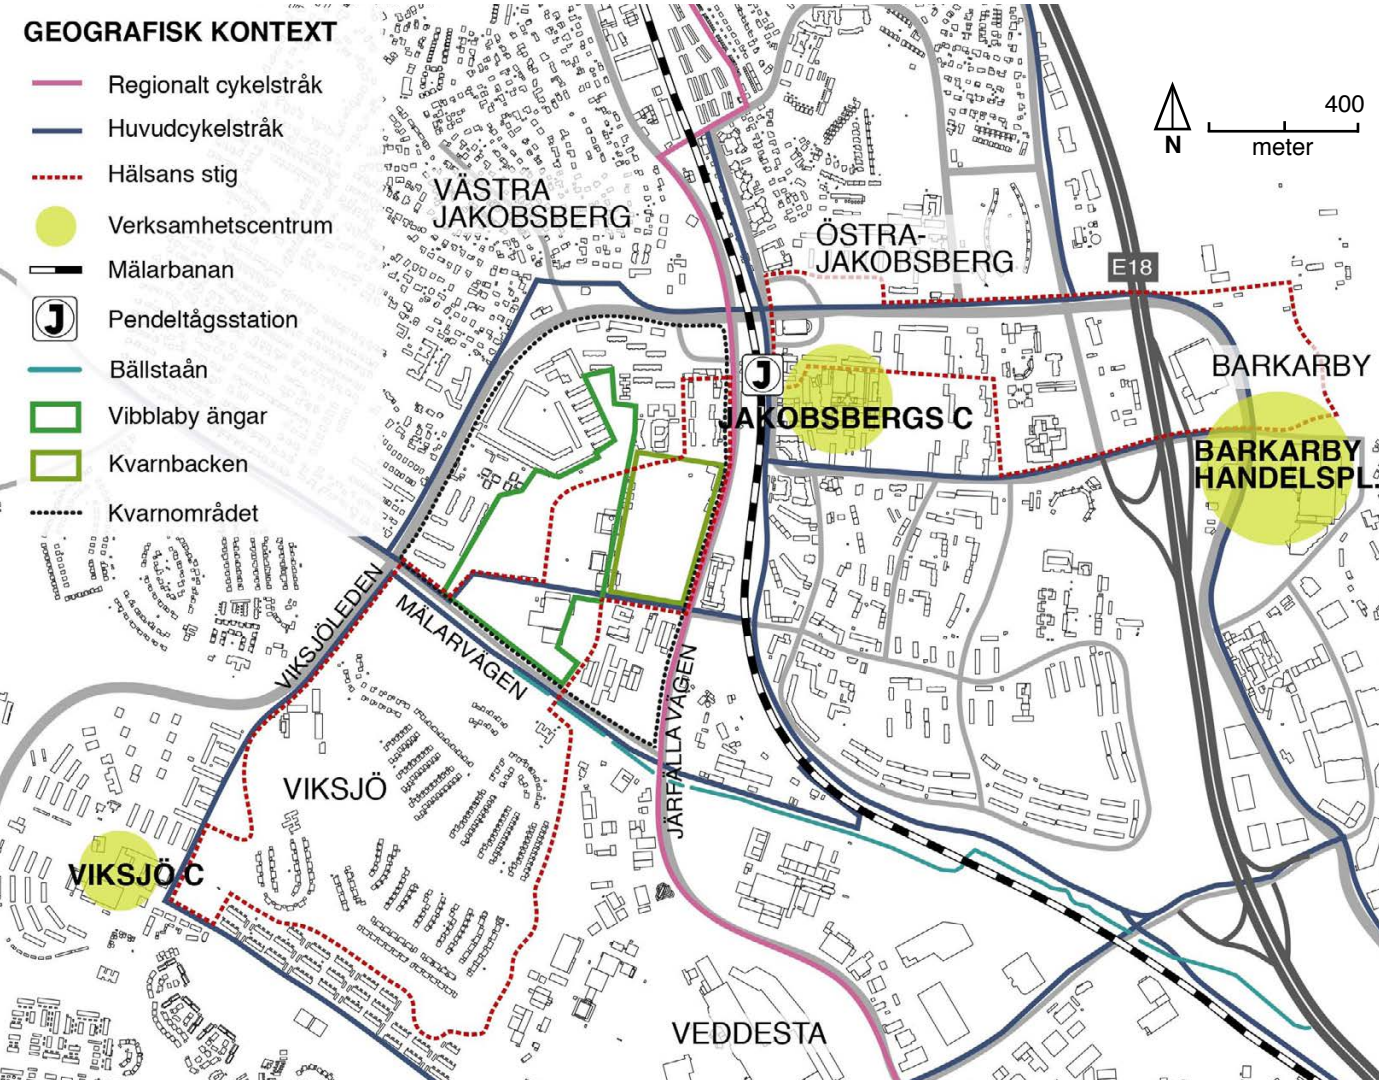 GEOGRAFISK KONTEXT
Regionalt cykelstråk
Huvudcykelstråk
Hälsans stig
Verksamhetscentrum
Mälarbanan
J
Pendeltågsstation
Bällstaån
Vibblaby ängar
Kvarnbacken
Kvarnområdet
400
meter
N
VÄSTRA
JAKOBSBERG
ÖSTRA-
JAKOBSBERG
E18
BARKARBY
J
JAKOBSBERGS C
BARKARBY
HANDELSPL.
VIKSJÖLEDEN
MÄLARVÄGEN
JÄRFÄLLAVÄGEN
VIKSJÖ
VIKSJÖ C
VEDDESTA